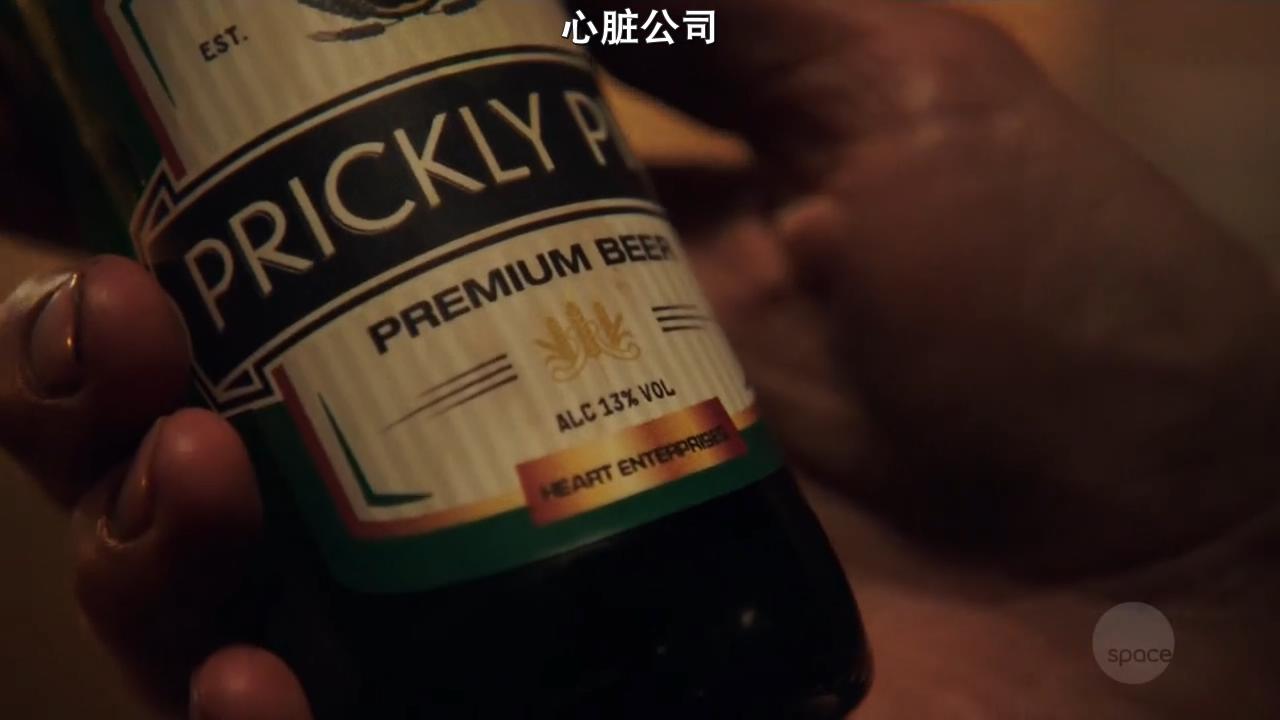 心脏公司
EST.
PRICKLY
PREMIUM BEER
ALC 13% VOL
HEART ENTERPRISES
space